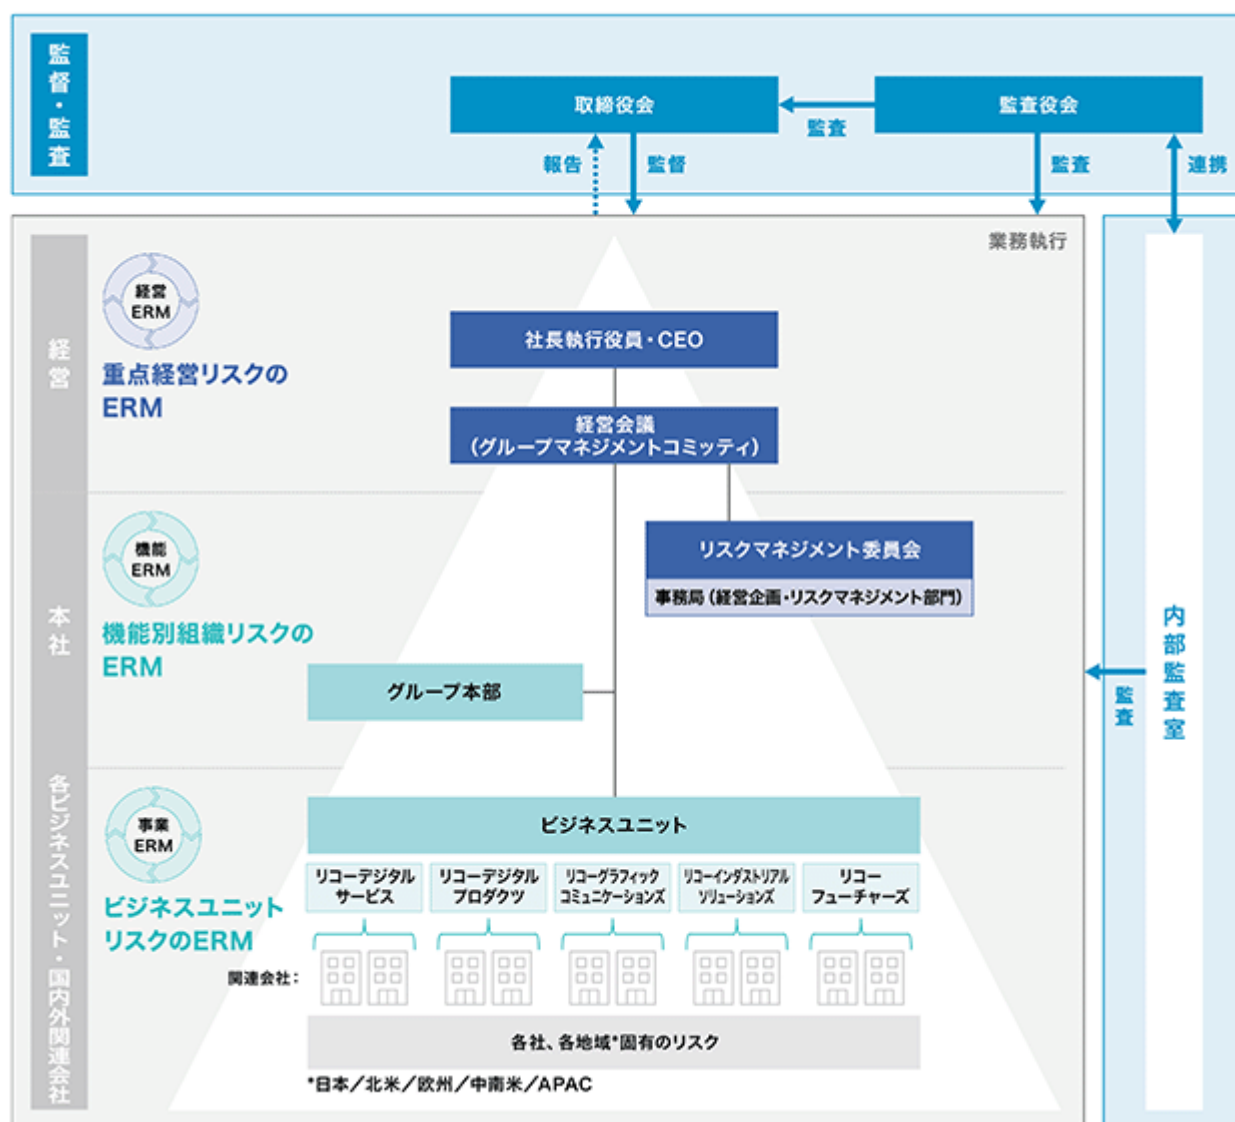 監督・監査
取締役会
監査役会
監査
報告
監督
監査
連携
業務執行
経営
経営
ERM
重点経営リスクの
ERM
社長執行役員・CEO
経営会議
（グループマネジメントコミッティ）
本社
機能
ERM
機能別組織リスクの
ERM
リスクマネジメント委員会
事務局（経営企画・リスクマネジメント部門）
グループ本部
内部監査室
監査
各ビジネスユニット・国内外関連会社
事業
ERM
ビジネスユニット
リスクのERM
ビジネスユニット
リコーデジタル
サービス
リコーデジタル
プロダクツ
リコーグラフィック
コミュニケーションズ
リコーインダストリアル
ソリューションズ
リコー
フューチャーズ
関連会社：
各社、各地域*固有のリスク
*日本／北米／欧州／中南米／APAC